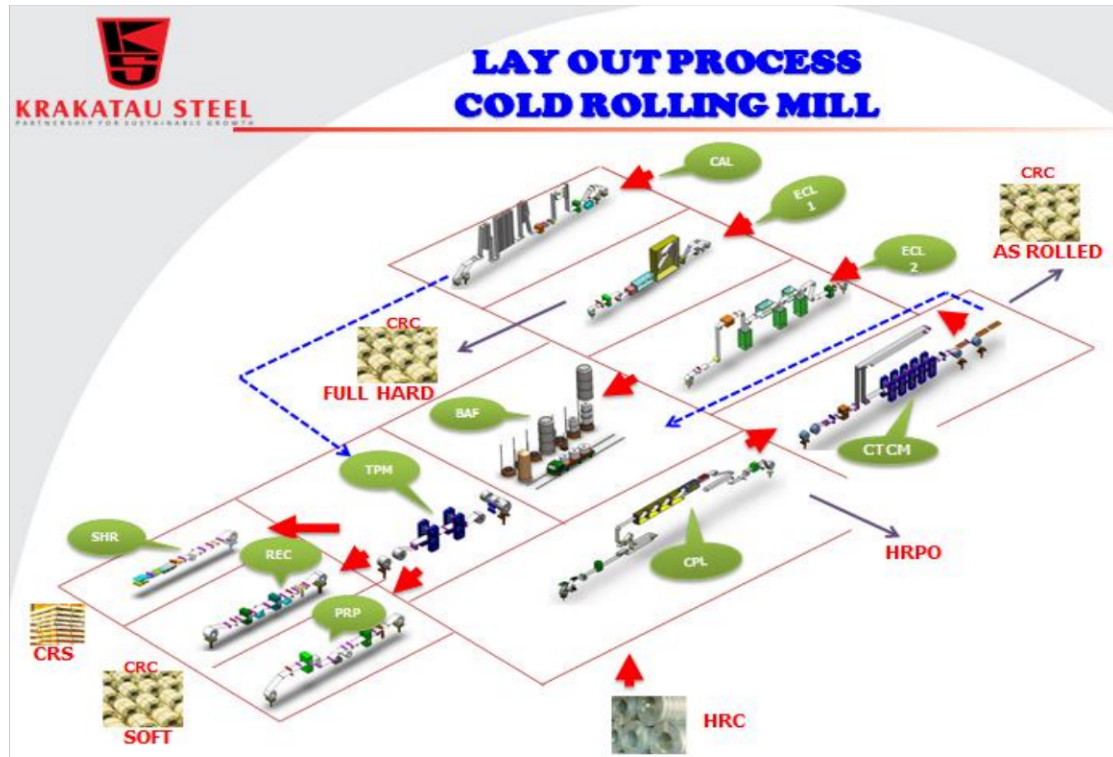 KRAKATAU STEEL
PARTNERSHIP FOR SUSTAINABLE GROWTH
LAY OUT PROCESS
COLD ROLLING MILL
CAL
ECL
1
ECL
2
CRC
AS ROLLED
CRC
FULL HARD
BAF
TPM
CTCM
SHR
REC
CPL
HRPO
PRP
CRS
CRC
SOFT
HRC